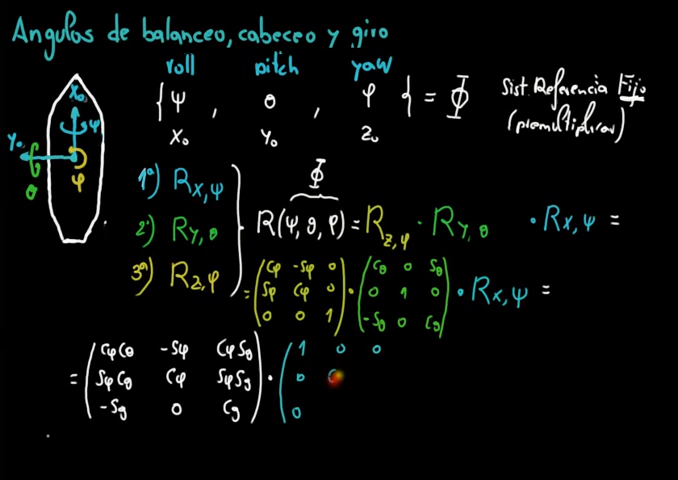 Angulos de balanceo, cabeceo y giro
roll pitch yaw
{ ψ , θ , φ { = Φ Sist. Referencia Fijo
X₀ Y₀ Z₀ (premultiplicar)
X₀ ψ
Y₀
θ φ
Φ
1º) Rx,ψ
2º) Ry,θ R(ψ, θ, φ) = Rz,φ · Ry,θ · Rx,ψ =
3º) Rz,φ
= (Cφ -Sφ 0) · (Cθ 0 Sθ) · Rx,ψ =
(Sφ Cφ 0) (0 1 0)
(0 0 1) (-Sθ 0 Cθ)
= (CφCθ -Sφ CφSθ) · (1 0 0
(SφCθ Cφ SφSθ) (0 C
(-Sθ 0 Cθ) (0